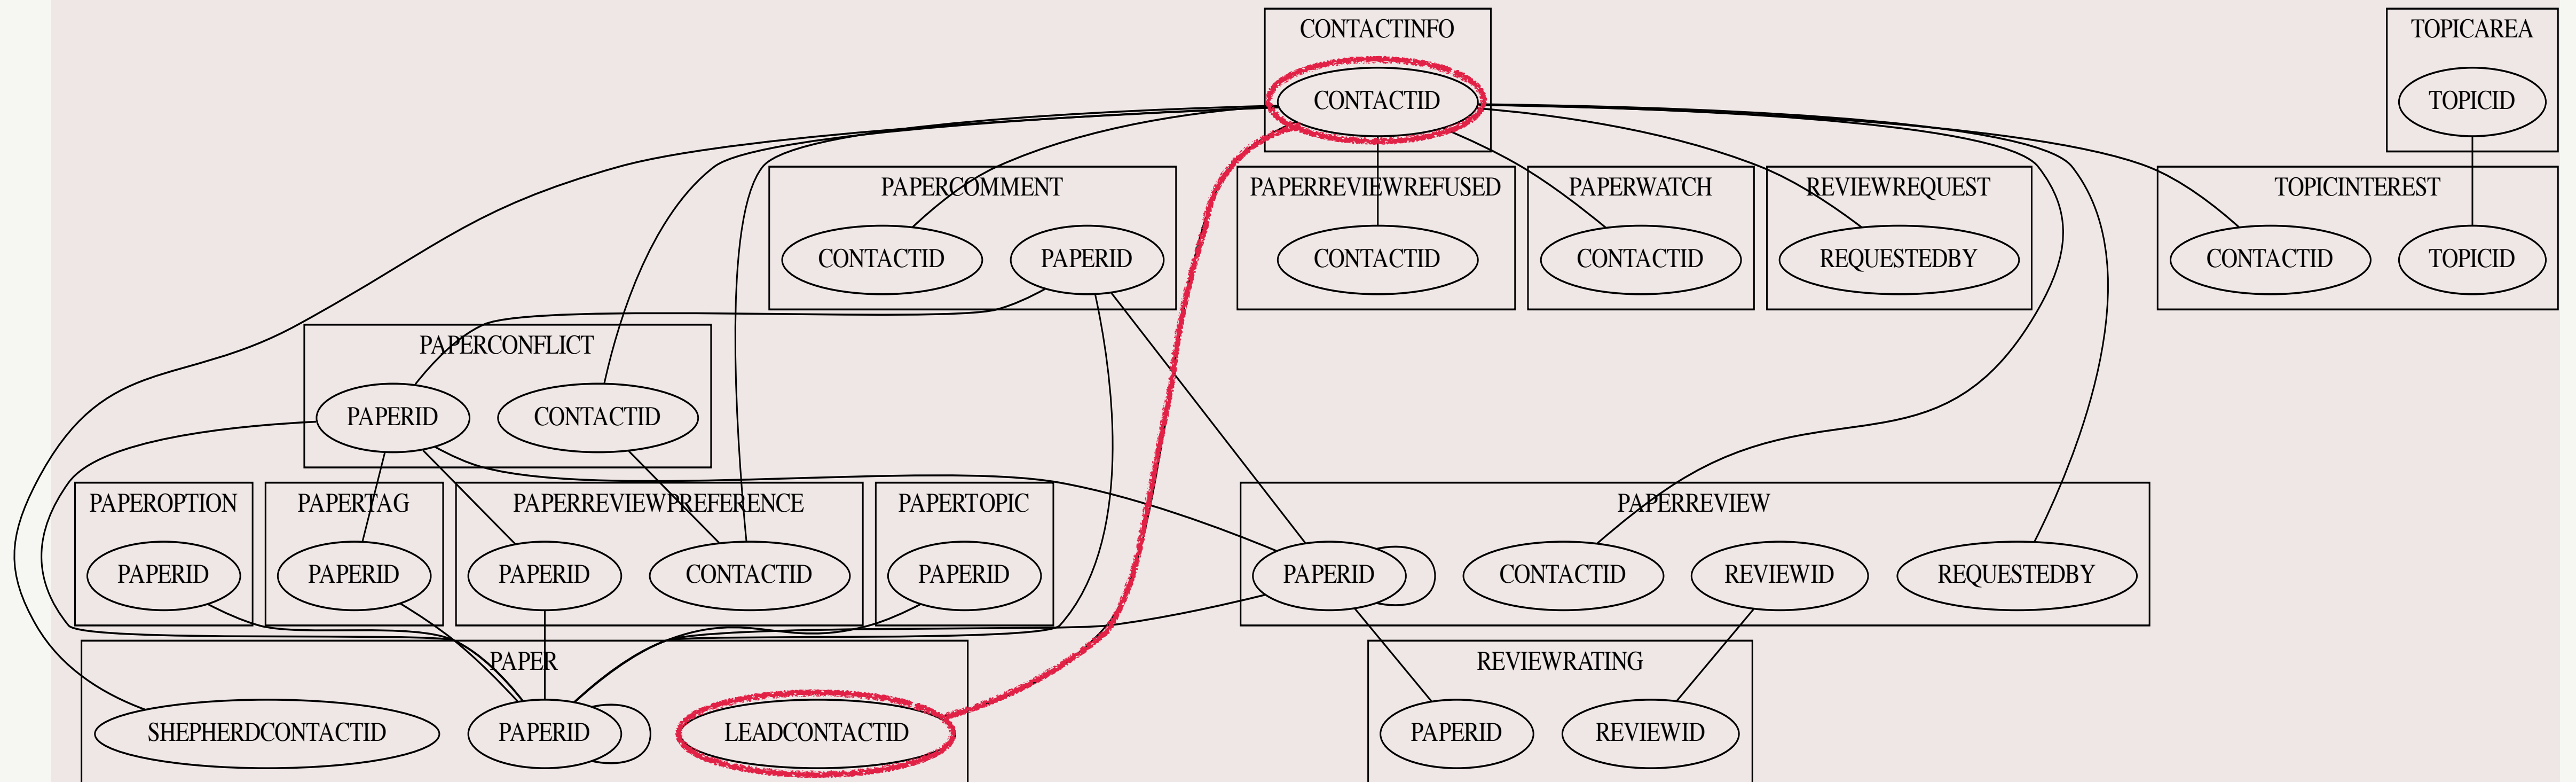 CONTACTINFO
CONTACTID
TOPICAREA
TOPICID
PAPERCOMMENT
CONTACTID PAPERID
PAPERREVIEWREFUSED
CONTACTID
PAPERWATCH
CONTACTID
REVIEWREQUEST
REQUESTEDBY
TOPICINTEREST
CONTACTID TOPICID
PAPERCONFLICT
PAPERID CONTACTID
PAPEROPTION
PAPERID
PAPERTAG
PAPERID
PAPERREVIEWPREFERENCE
PAPERID CONTACTID
PAPERTOPIC
PAPERID
PAPERREVIEW
PAPERID CONTACTID REVIEWID REQUESTEDBY
PAPER
SHEPHERDCONTACTID PAPERID LEADCONTACTID
REVIEWRATING
PAPERID REVIEWID